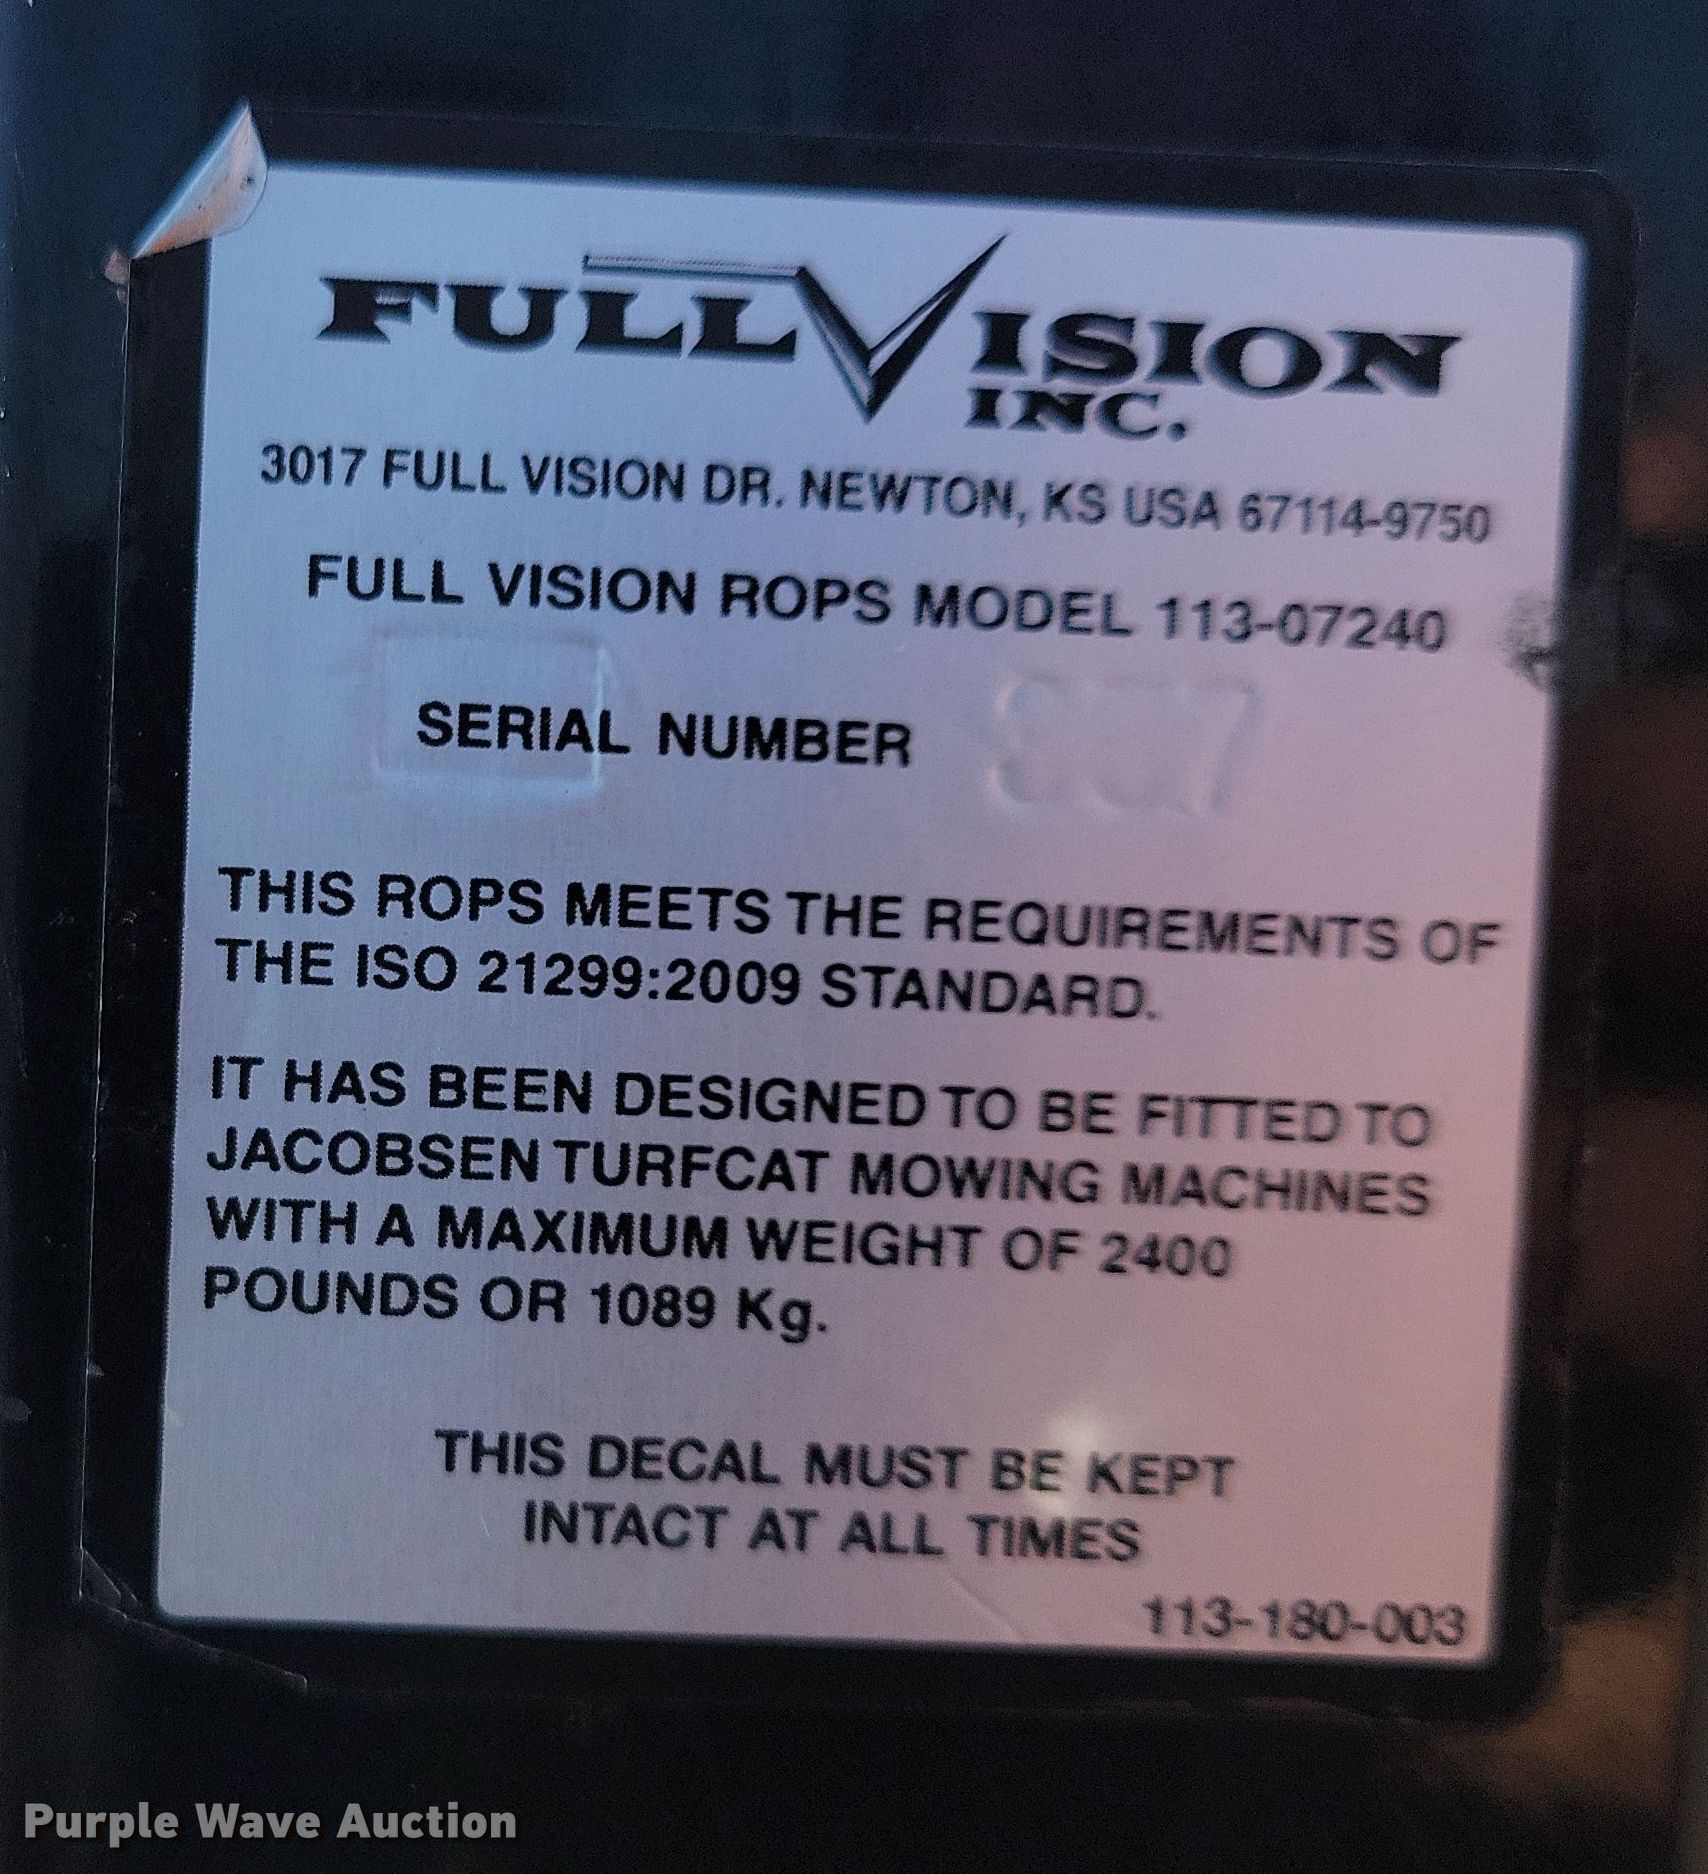 FULL VISION
INC.
3017 FULL VISION DR. NEWTON, KS USA 67114-9750
FULL VISION ROPS MODEL 113-07240
SERIAL NUMBER
THIS ROPS MEETS THE REQUIREMENTS OF
THE ISO 21299:2009 STANDARD.
IT HAS BEEN DESIGNED TO BE FITTED TO
JACOBSEN TURFCAT MOWING MACHINES
WITH A MAXIMUM WEIGHT OF 2400
POUNDS OR 1089 Kg.
THIS DECAL MUST BE KEPT
INTACT AT ALL TIMES
113-180-003
Purple Wave Auction